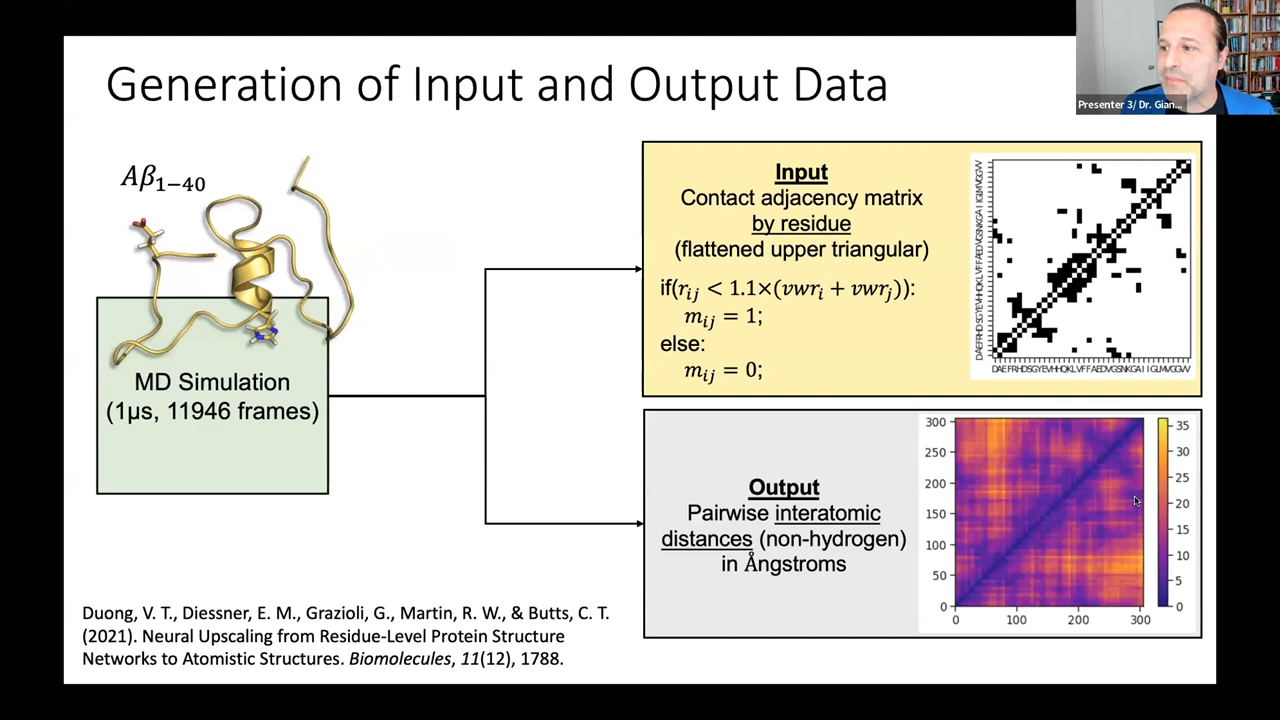 Generation of Input and Output Data
Presenter 3/ Dr. Gian...
Aβ1−40
MD Simulation
(1μs, 11946 frames)
Input
Contact adjacency matrix
by residue
(flattened upper triangular)
if(rij < 1.1×(vwri + vwrj)):
mij = 1;
else:
mij = 0;
DAEFRHDSGYEVHHQKLVFFAEDVGSNKGAIIGLMVGGVV
DAEFRHDSGYEVHHQKLVFFAEDVGSNKGAIIGLMVGGVV
Output
Pairwise interatomic
distances (non-hydrogen)
in Ångstroms
300
250
200
150
100
50
0
0 100 200 300
35
30
25
20
15
10
5
0
Duong, V. T., Diessner, E. M., Grazioli, G., Martin, R. W., & Butts, C. T.
(2021). Neural Upscaling from Residue-Level Protein Structure
Networks to Atomistic Structures. Biomolecules, 11(12), 1788.